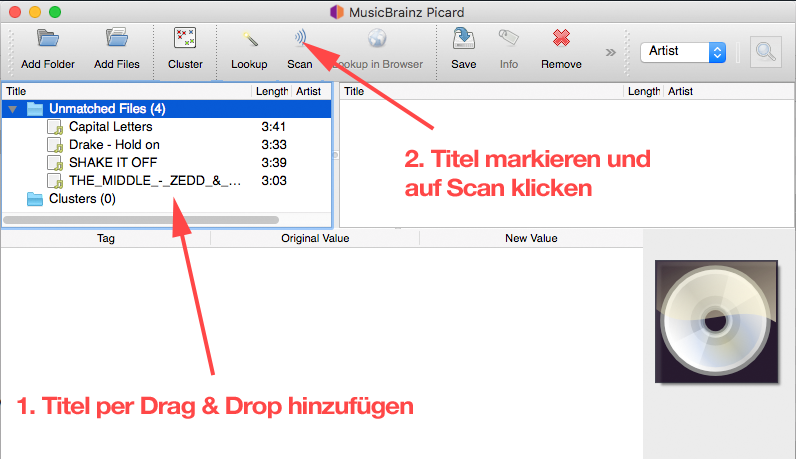 MusicBrainz Picard
Add Folder Add Files Cluster Lookup Scan Lookup in Browser Save Info Remove » Artist
Title Length Artist Title Length Artist
Unmatched Files (4)
Capital Letters 3:41
Drake - Hold on 3:33
SHAKE IT OFF 3:39
THE_MIDDLE_-_ZEDD_&_... 3:03
Clusters (0)
2. Titel markieren und
auf Scan klicken
Tag Original Value New Value
1. Titel per Drag & Drop hinzufügen